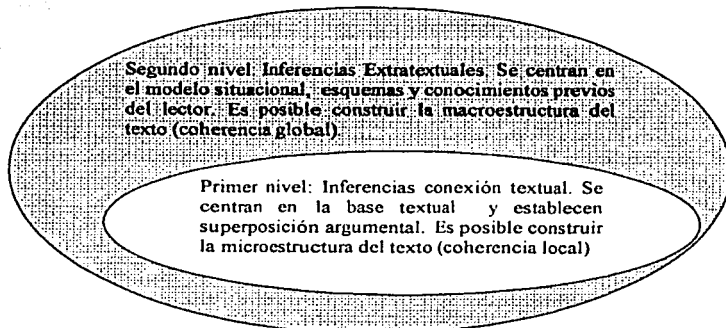 Segundo nivel: Inferencias Extratextuales. Se centran en
el modelo situacional, esquemas y conocimientos previos
del lector. Es posible construir la macroestructura del
texto (coherencia global).
Primer nivel: Inferencias conexión textual. Se
centran en la base textual y establecen
superposición argumental. Es posible construir
la microestructura del texto (coherencia local)